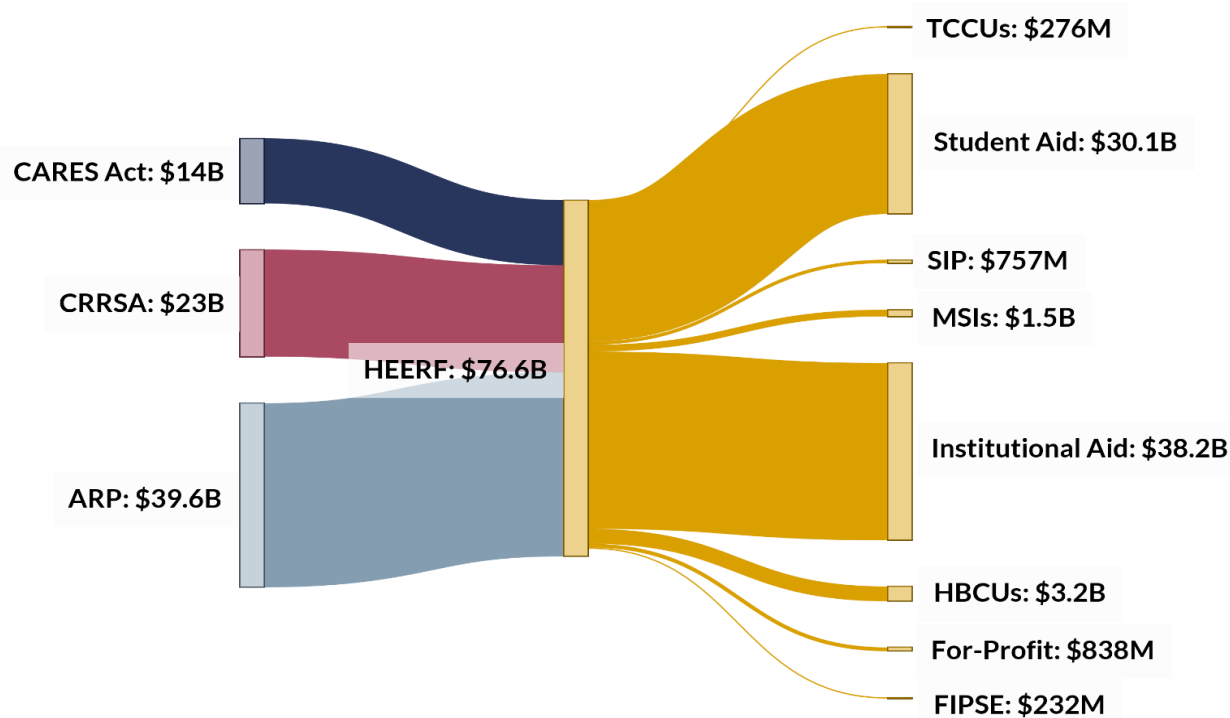 CARES Act: $14B
CRRSA: $23B
ARP: $39.6B
HEERF: $76.6B
TCCUs: $276M
Student Aid: $30.1B
SIP: $757M
MSIs: $1.5B
Institutional Aid: $38.2B
HBCUs: $3.2B
For-Profit: $838M
FIPSE: $232M